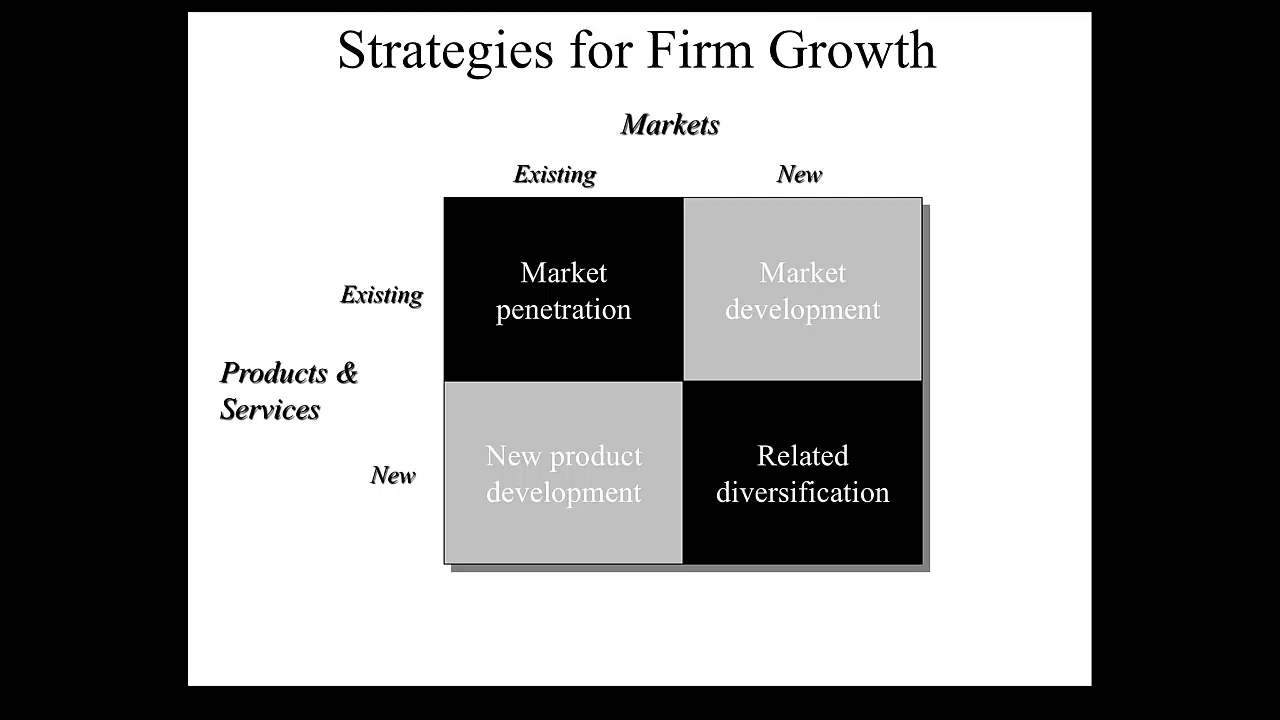 Strategies for Firm Growth
Markets
Existing
New
Existing
Market
penetration
Market
development
Products &
Services
New
New product
development
Related
diversification